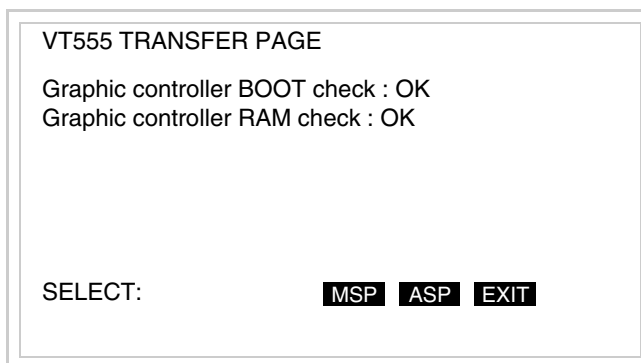 VT555 TRANSFER PAGE
Graphic controller BOOT check : OK
Graphic controller RAM check : OK
SELECT: MSP ASP EXIT